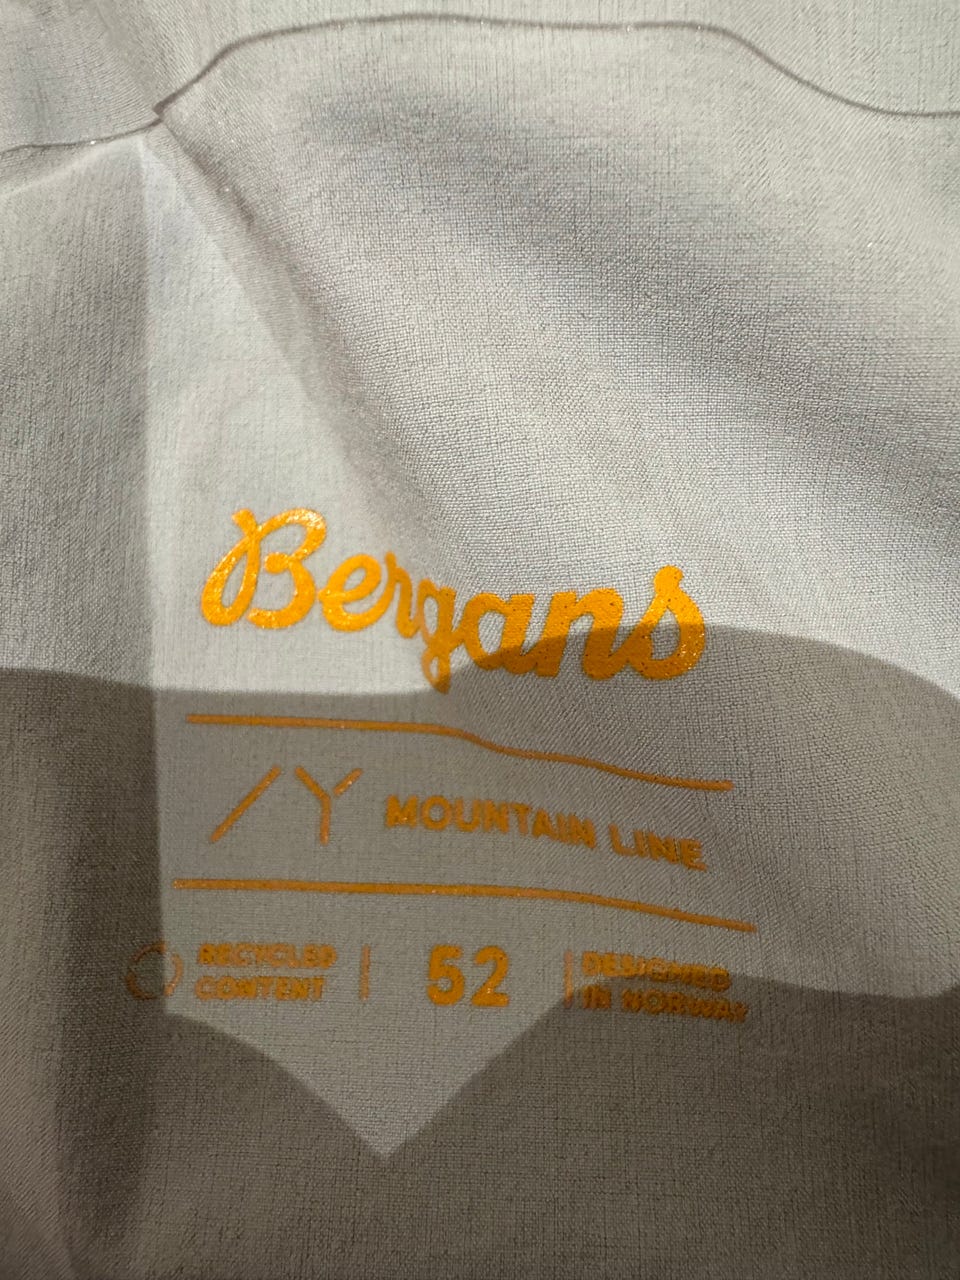 Bergans
MOUNTAIN LINE
RECYCLED
CONTENT
52
DESIGNED
IN NORWAY